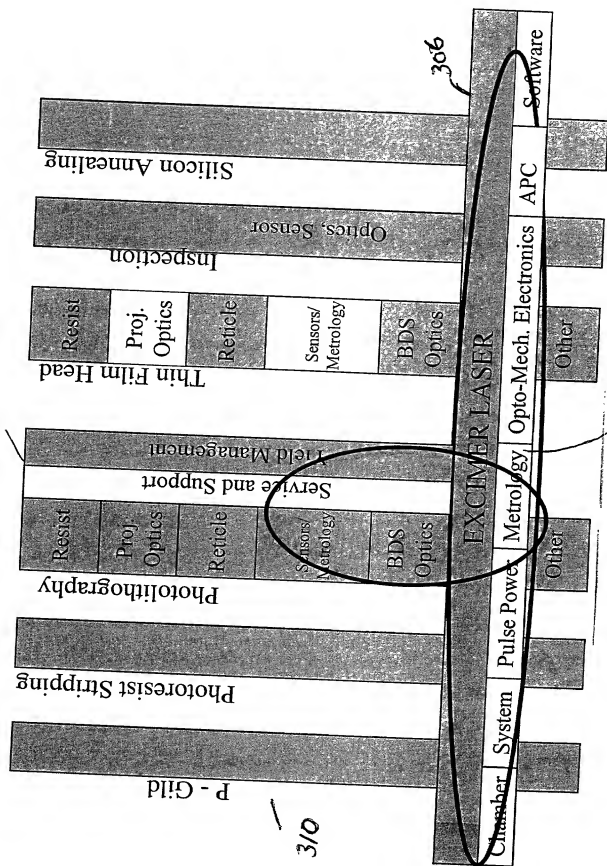 P - Gild
Photoresist Stripping
Photolithography
Resist
Proj.
Optics
Reticle
Sensors/
Metrology
BDS
Optics
Other
Service and Support
Yield Management
Thin Film Head
Resist
Proj.
Optics
Reticle
Sensors/
Metrology
BDS
Optics
Other
Inspection
Optics, Sensor
Silicon Annealing
EXCIMER LASER
Chamber
System
Pulse Power
Metrology
Opto-Mech.
Electronics
APC
Software
306
310